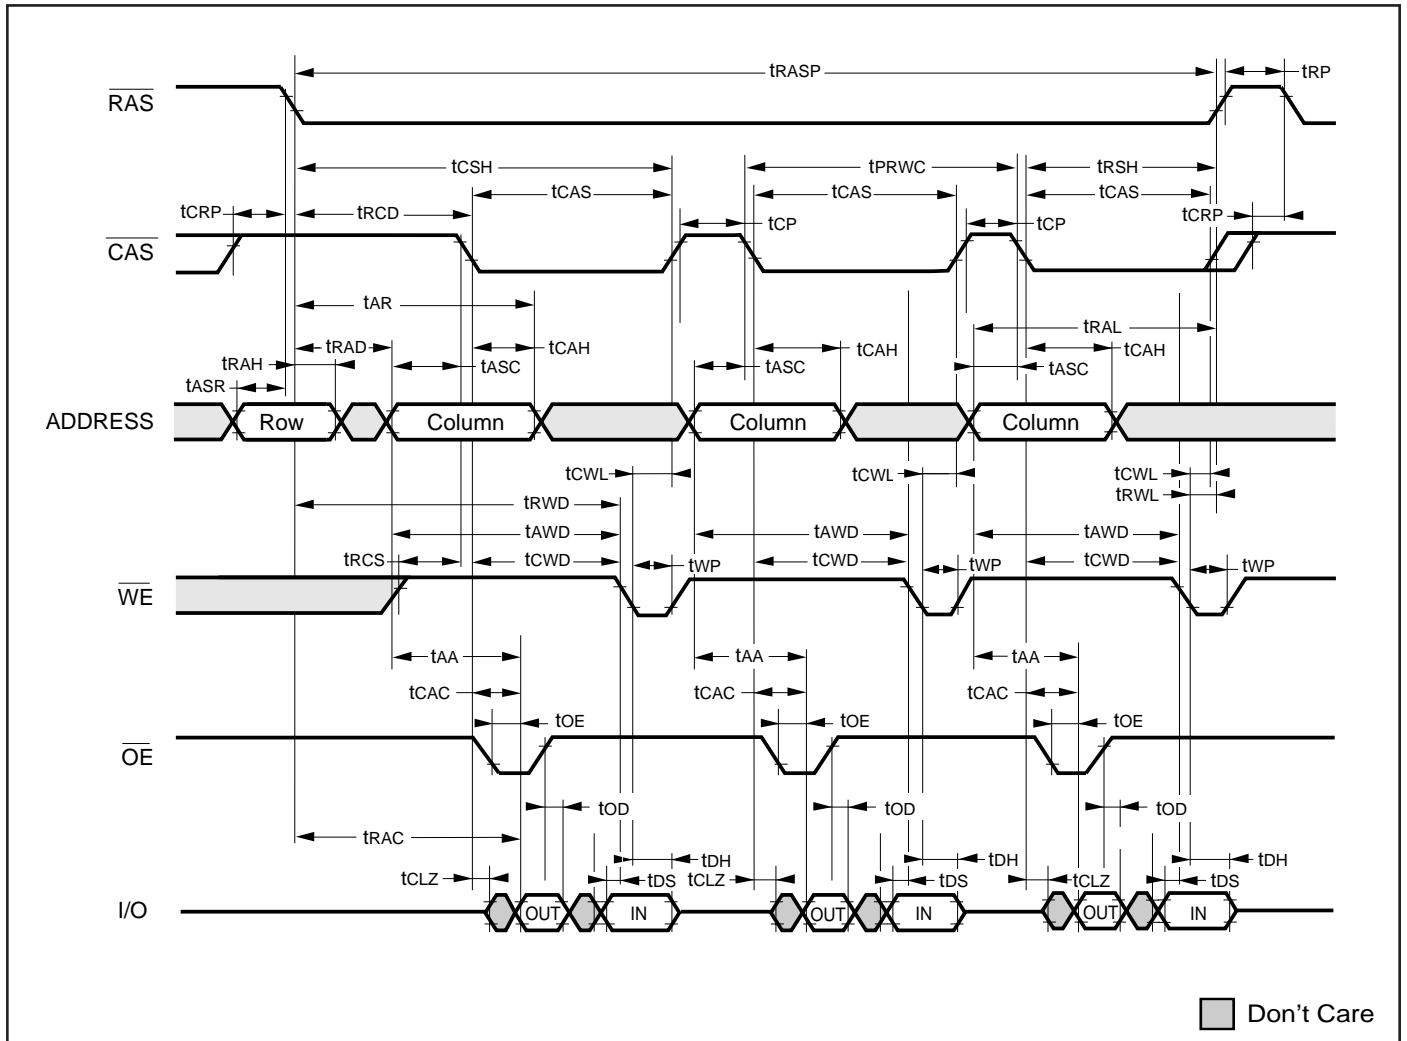 tRASP tRP
RAS
tCSH tPRWC tRSH
tCAS tCAS tCAS
tCRP tRCD tCP tCP tCRP
CAS
tAR
tRAL
tRAD tCAH tCAH tCAH
tRAH tASC tASC tASC
tASR
ADDRESS Row Column Column Column
tCWL tCWL tCWL
tRWL
tRWD
tAWD tAWD tAWD
tRCS tCWD tWP tCWD tWP tCWD tWP
WE
tAA tAA tAA
tCAC tCAC tCAC
tOE tOE tOE
OE
tOD tOD tOD
tRAC
tDH tDH tDH
tCLZ tDS tCLZ tDS tCLZ tDS
I/O OUT IN OUT IN OUT IN
Don't Care